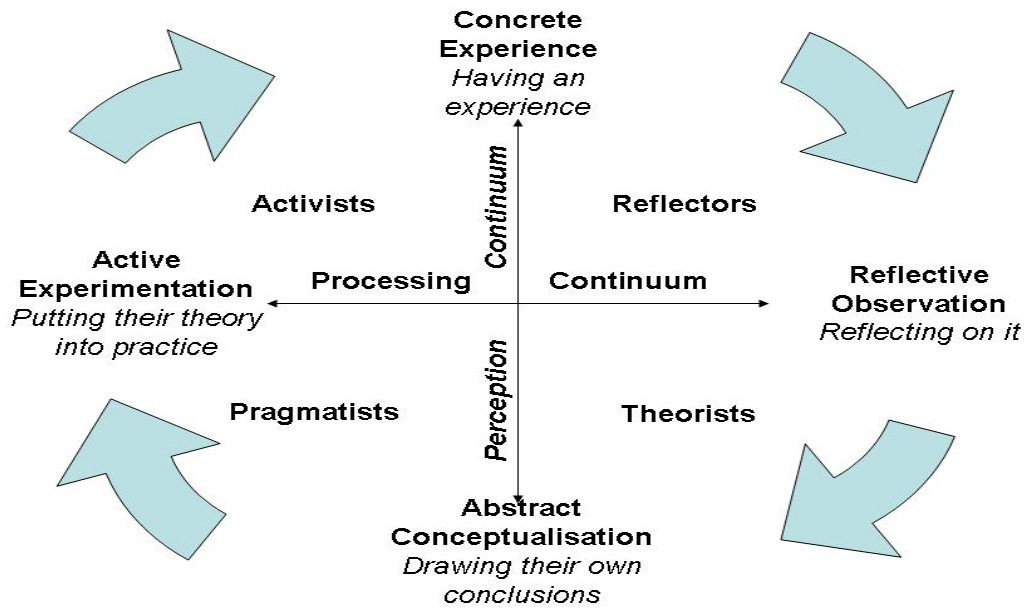 Concrete
Experience
Having an
experience
Activists
Reflectors
Continuum
Active
Experimentation
Putting their theory
into practice
Processing
Continuum
Reflective
Observation
Reflecting on it
Perception
Pragmatists
Theorists
Abstract
Conceptualisation
Drawing their own
conclusions